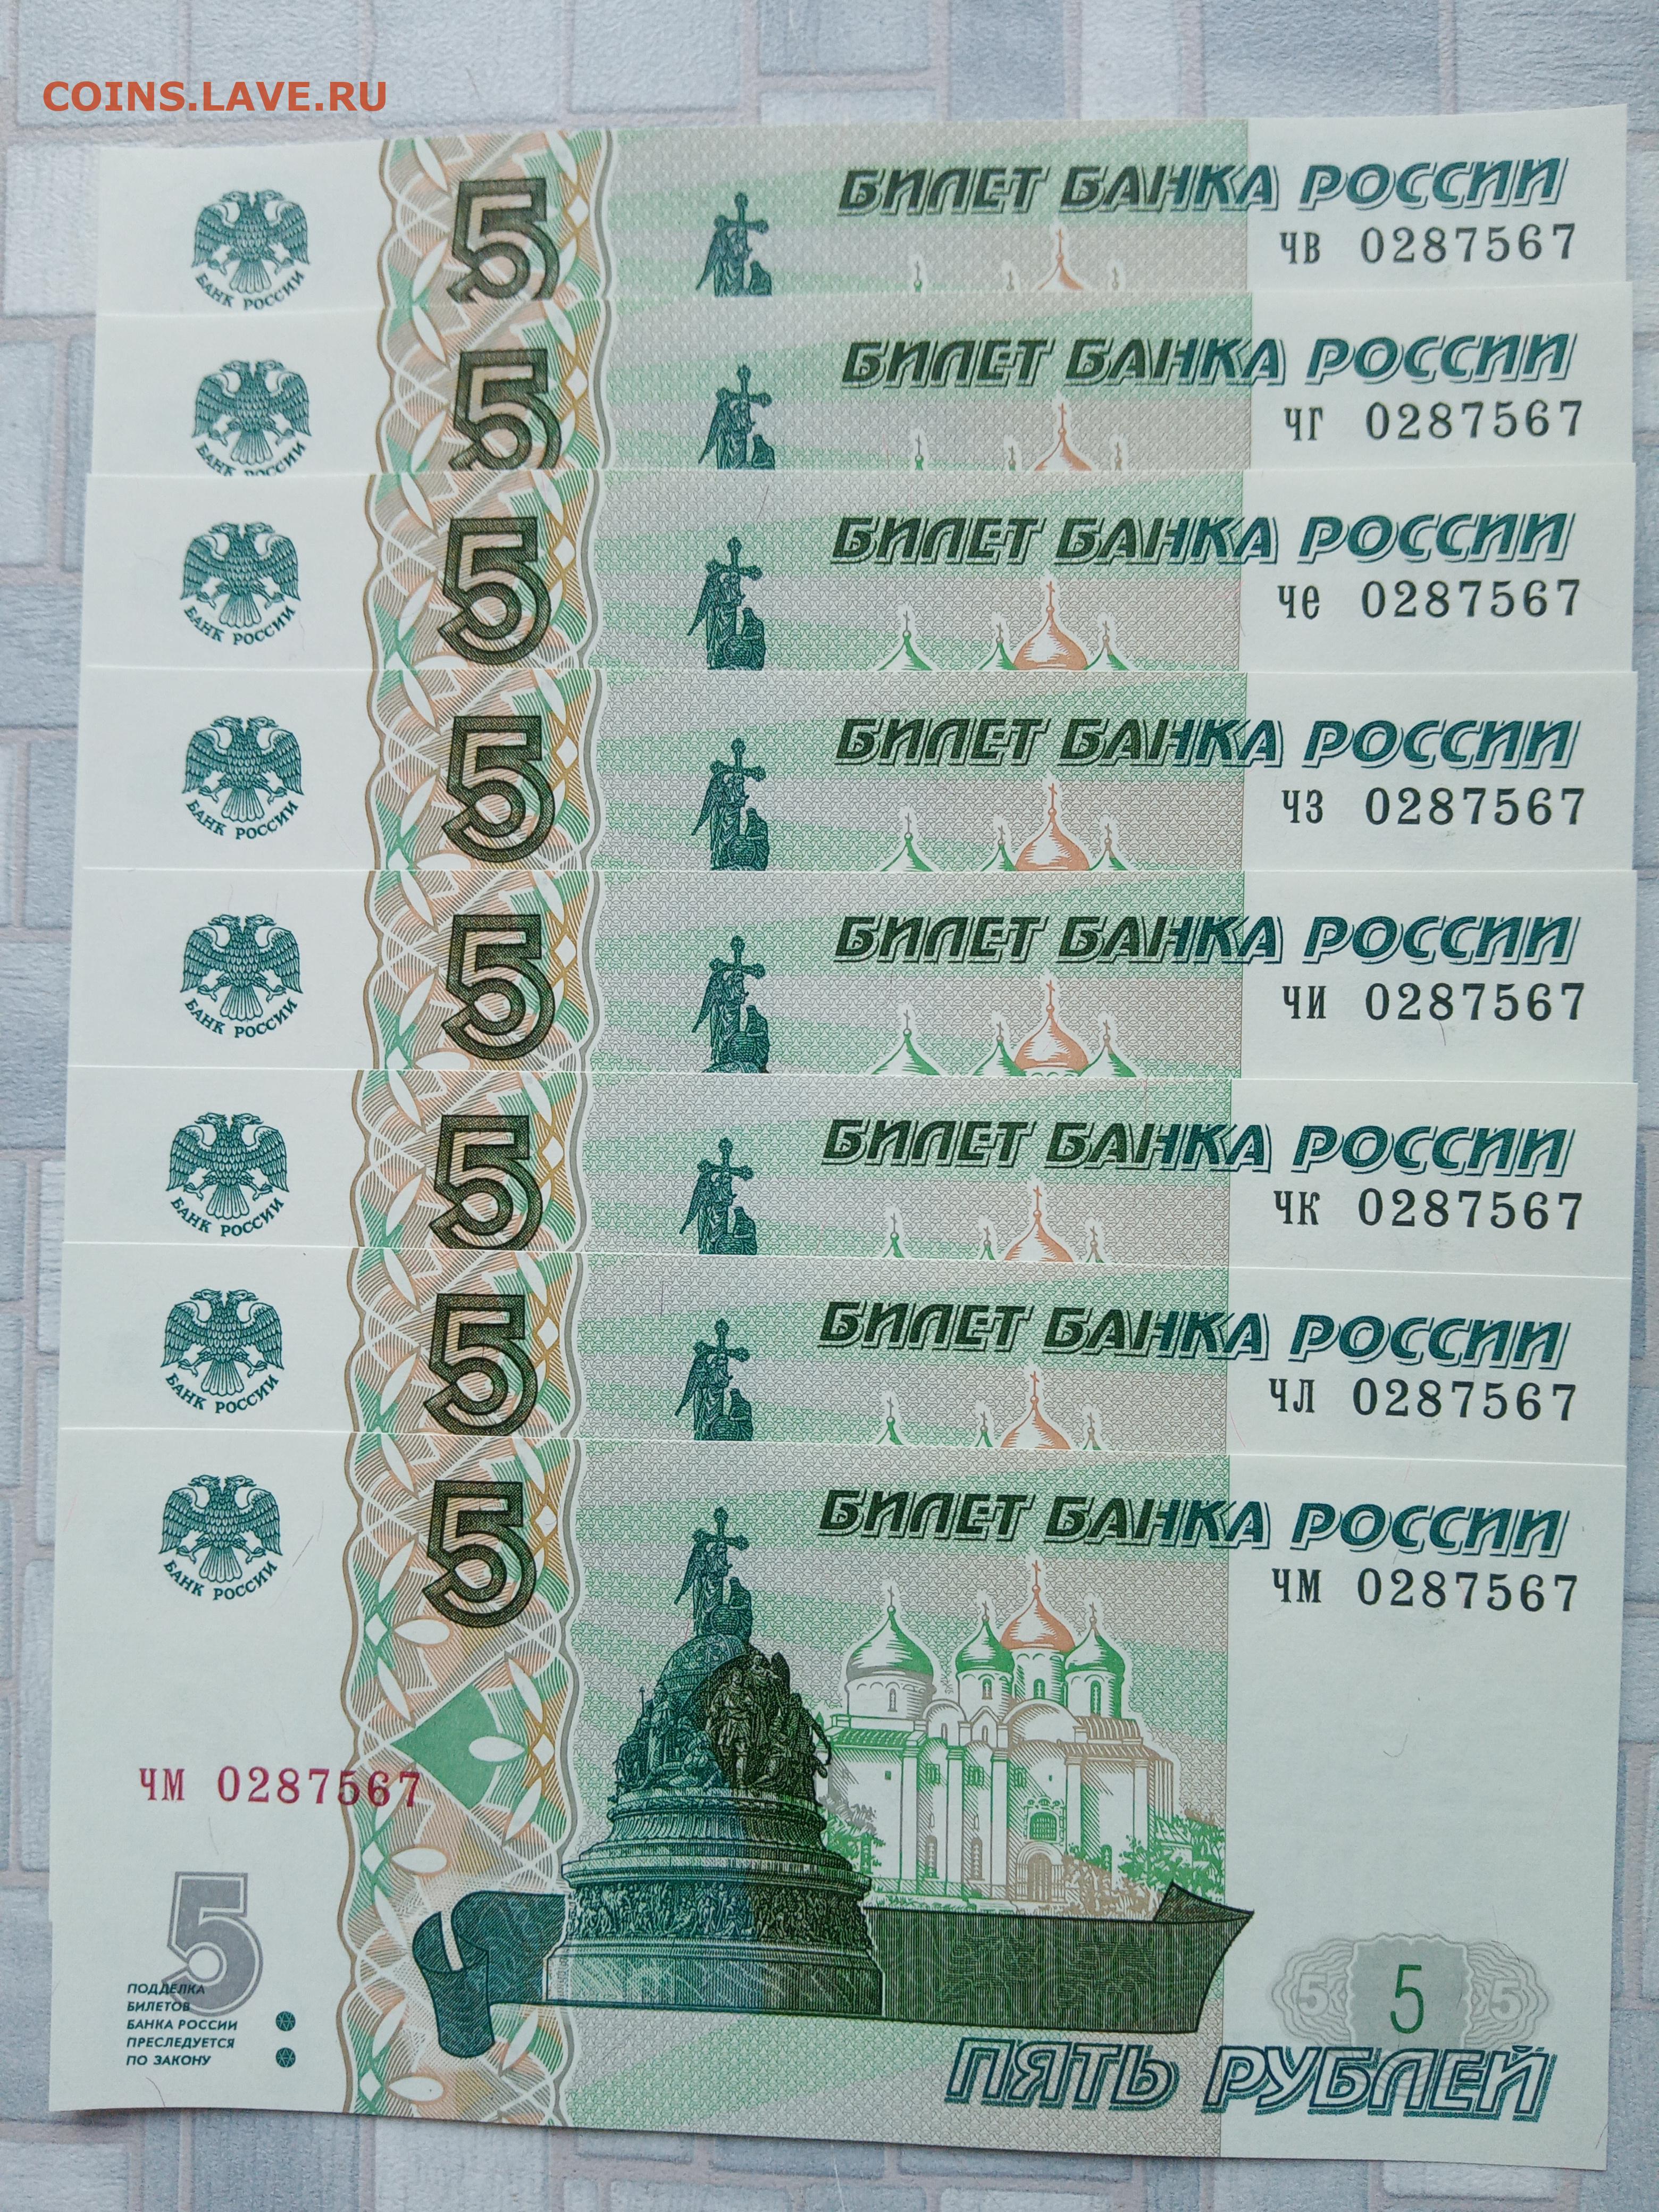 COINS.LAVE.RU
5 БИЛЕТ БАНКА РОССИИ
ЧВ 0287567
БАНК РОССИИ
5 БИЛЕТ БАНКА РОССИИ
ЧГ 0287567
БАНК РОССИИ
5 БИЛЕТ БАНКА РОССИИ
Че 0287567
БАНК РОССИИ
5 БИЛЕТ БАНКА РОССИИ
ЧЗ 0287567
БАНК РОССИИ
5 БИЛЕТ БАНКА РОССИИ
ЧИ 0287567
БАНК РОССИИ
5 БИЛЕТ БАНКА РОССИИ
ЧК 0287567
БАНК РОССИИ
5 БИЛЕТ БАНКА РОССИИ
ЧЛ 0287567
БАНК РОССИИ
5 БИЛЕТ БАНКА РОССИИ
ЧМ 0287567
БАНК РОССИИ
ЧМ 0287567
5
ПОДДЕЛКА
БИЛЕТОВ
БАНКА РОССИИ
ПРЕСЛЕДУЕТСЯ
ПО ЗАКОНУ
5 5 5
ПЯТЬ РУБЛЕЙ